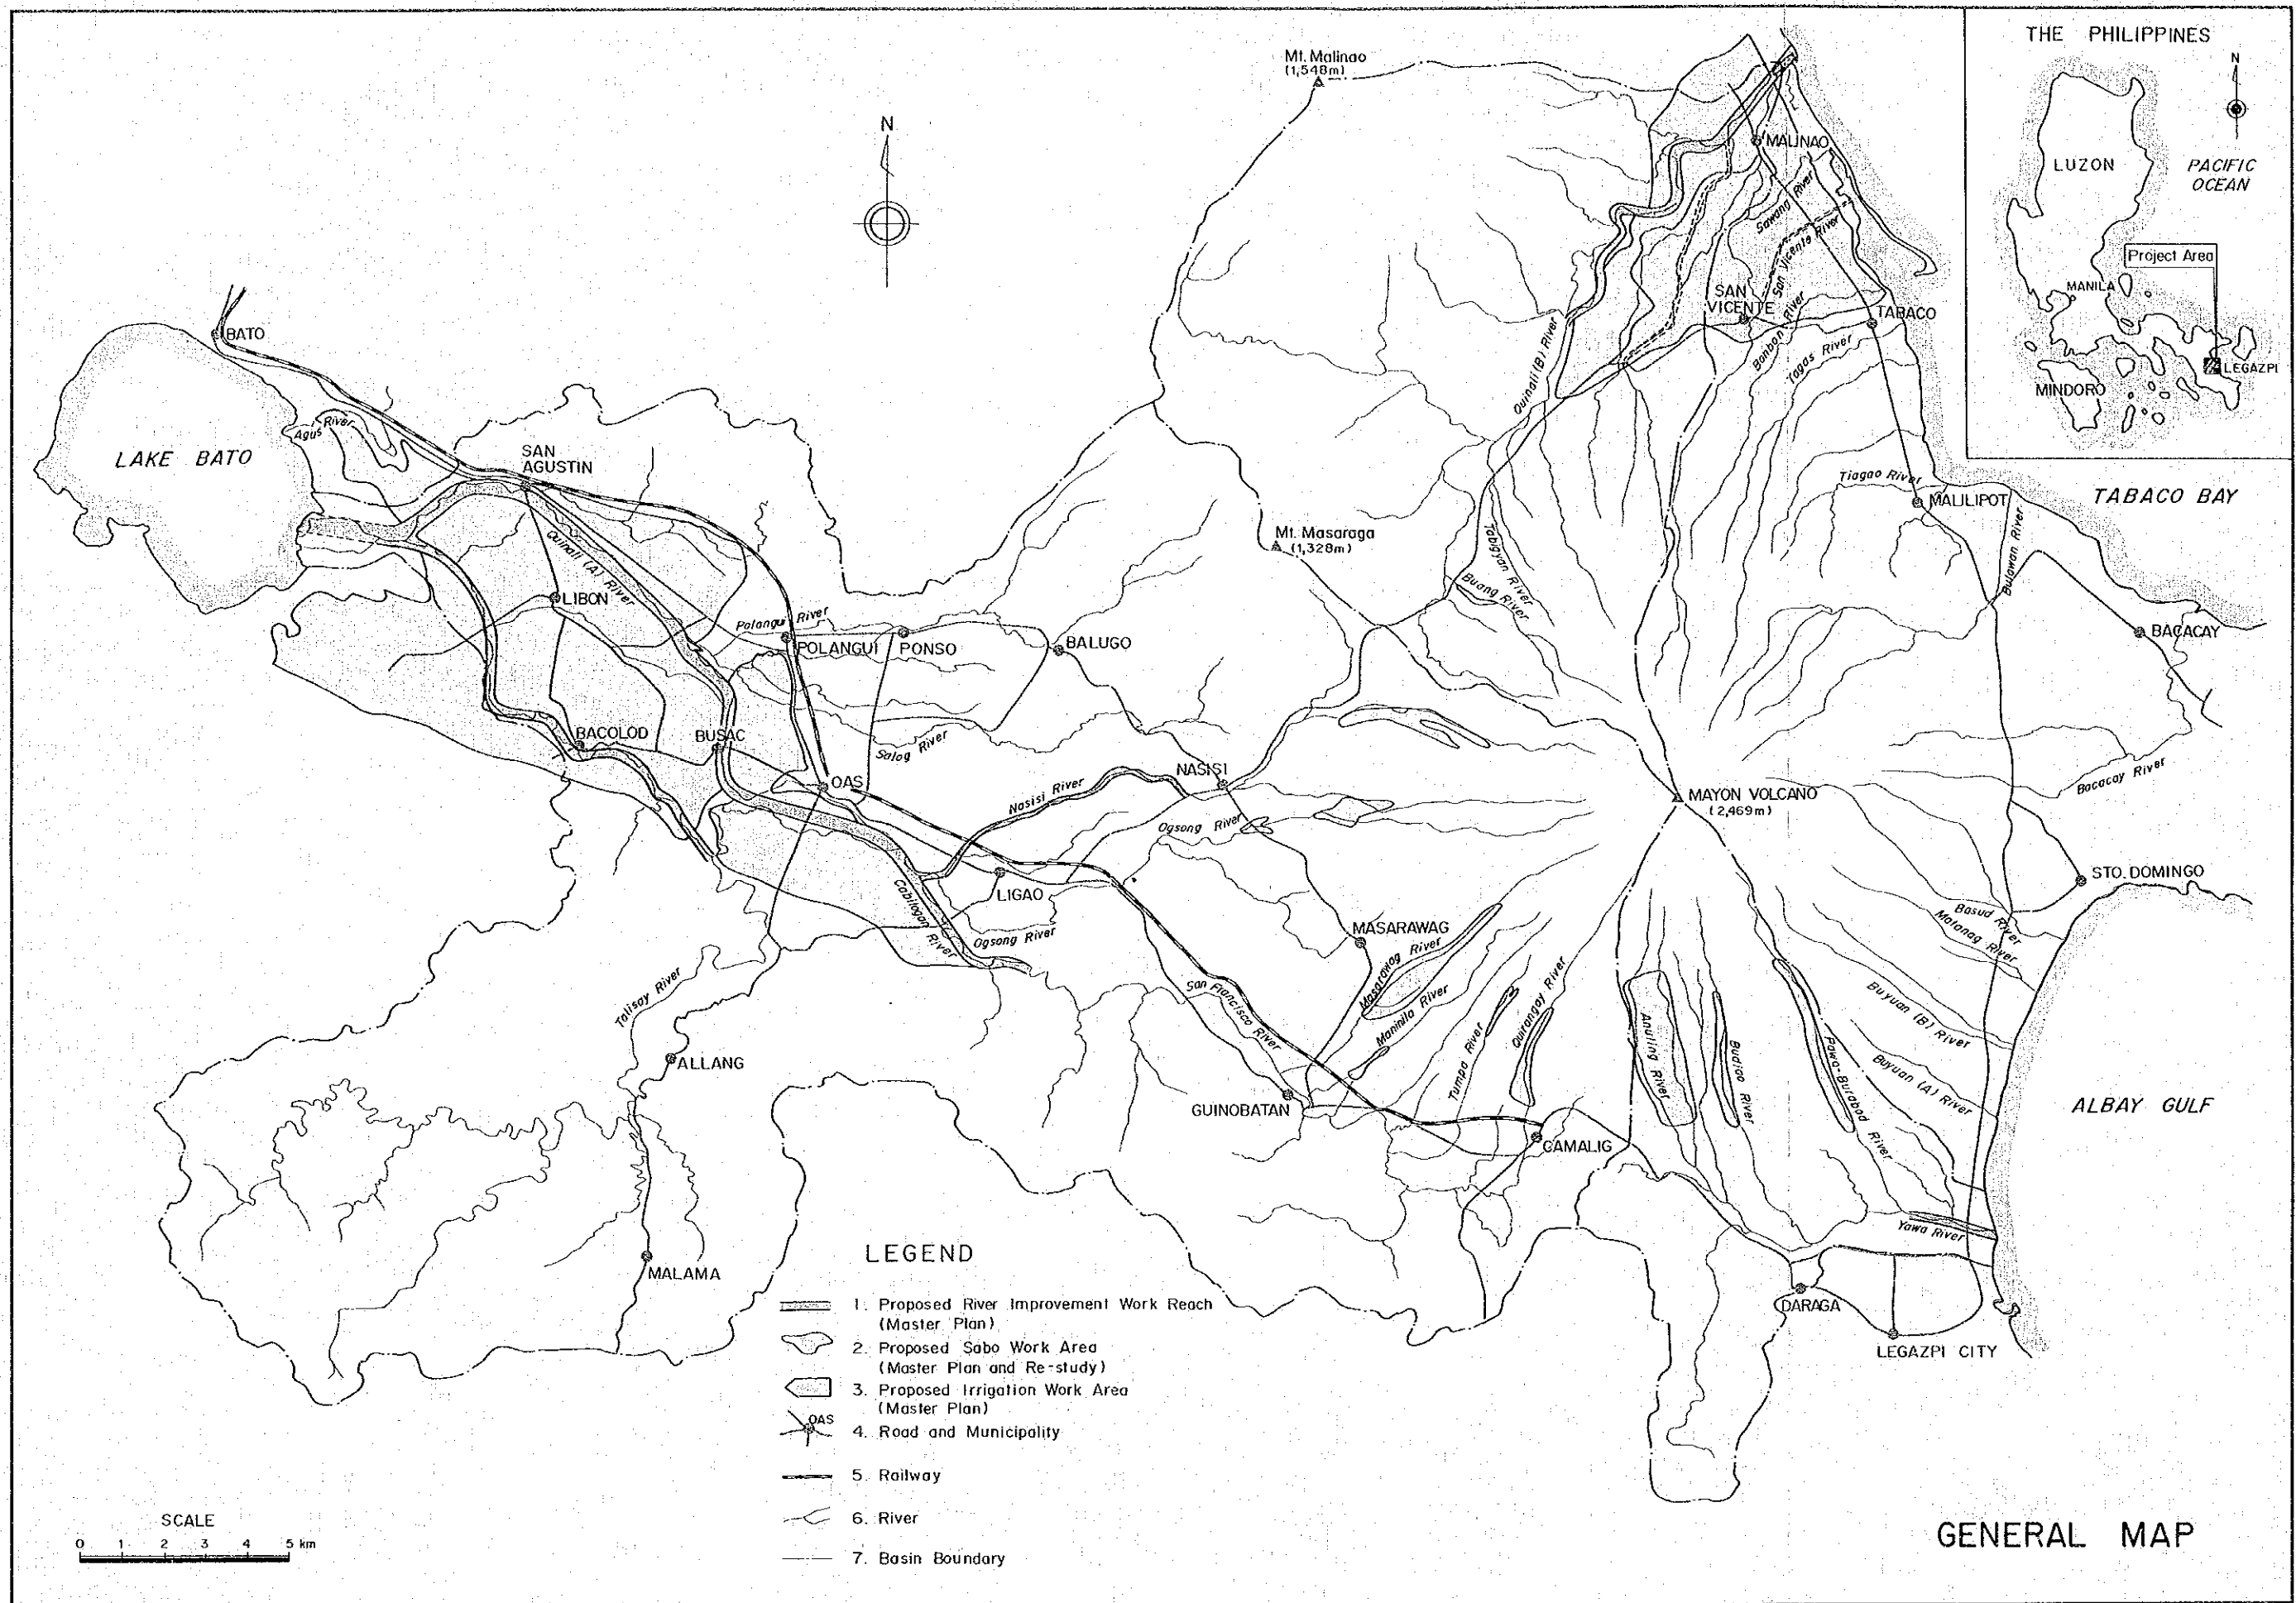 THE PHILIPPINES
N
LUZON
PACIFIC
OCEAN
Project Area
MANILA
LEGAZPI
MINDORO
Mt. Malinao
(1,548m)
N
MALINAO
Sawang River
San Vicente River
SAN
VICENTE
TABACO
Bonbon River
Tagas River
Quinali (B) River
BATO
Agus River
LAKE BATO
SAN
AGUSTIN
Quinali (A) River
LIBON
Mt. Masaraga
(1,328m)
Tabigyan River
Buang River
Tiagao River
MALILIPOT
TABACO BAY
Bulawan River
BACACAY
Polangui River
POLANGUI
PONSO
BALUGO
BACOLOD
BUSAC
Salog River
OAS
NASISI
Nasisi River
Ogsong River
MAYON VOLCANO
(2,469m)
Bacacay River
STO. DOMINGO
LIGAO
Cabilogan River
Ogsong River
MASARAWAG
Masarawag River
Maninila River
Basud River
Matanag River
Talisay River
San Francisco River
Tumpa River
Quirangay River
Anuling River
Budiao River
Pawa-Burabod River
Buyuan (B) River
Buyuan (A) River
ALLANG
GUINOBATAN
CAMALIG
ALBAY GULF
Yawa River
MALAMA
DARAGA
LEGAZPI CITY
LEGEND
1. Proposed River Improvement Work Reach
(Master Plan)
2. Proposed Sabo Work Area
(Master Plan and Re-study)
3. Proposed Irrigation Work Area
(Master Plan)
OAS
4. Road and Municipality
5. Railway
6. River
7. Basin Boundary
SCALE
0 1 2 3 4 5 km
GENERAL MAP